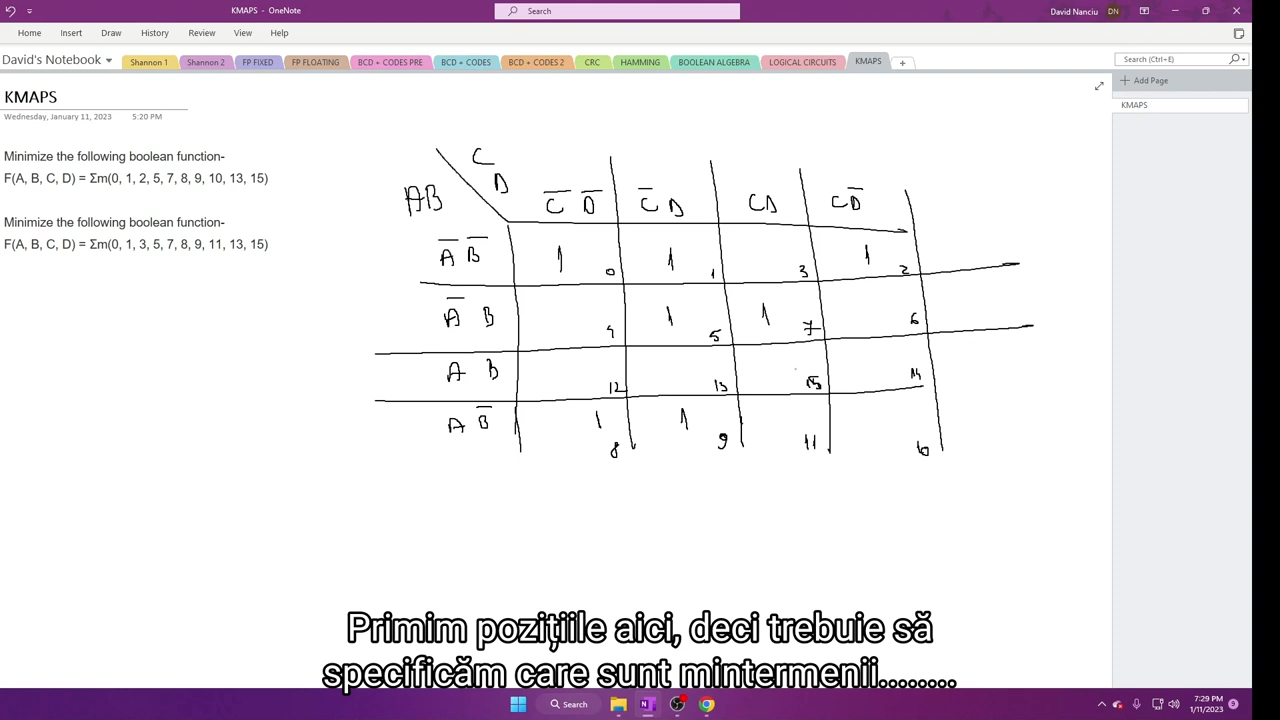 KMAPS - OneNote
Search
David Nanciu DN
Home Insert Draw History Review View Help
David's Notebook
Shannon 1 Shannon 2 FP FIXED FP FLOATING BCD + CODES PRE BCD + CODES BCD + CODES 2 CRC HAMMING BOOLEAN ALGEBRA LOGICAL CIRCUITS KMAPS
Search (Ctrl+E)
Add Page
KMAPS
KMAPS
Wednesday, January 11, 2023 5:20 PM
Minimize the following boolean function-
F(A, B, C, D) = Σm(0, 1, 2, 5, 7, 8, 9, 10, 13, 15)
Minimize the following boolean function-
F(A, B, C, D) = Σm(0, 1, 3, 5, 7, 8, 9, 11, 13, 15)
C
D
AB
C̅ D̅ C̅ D CD CD̅
A̅ B̅ 1 0 1 1 3 1 2
A̅ B 4 1 5 1 7 6
A B 12 13 15 14
A B̅ 1 8 1 9 11 10
Primim pozițiile aici, deci trebuie să
specificăm care sunt mintermenii........
Search
7:29 PM
1/11/2023